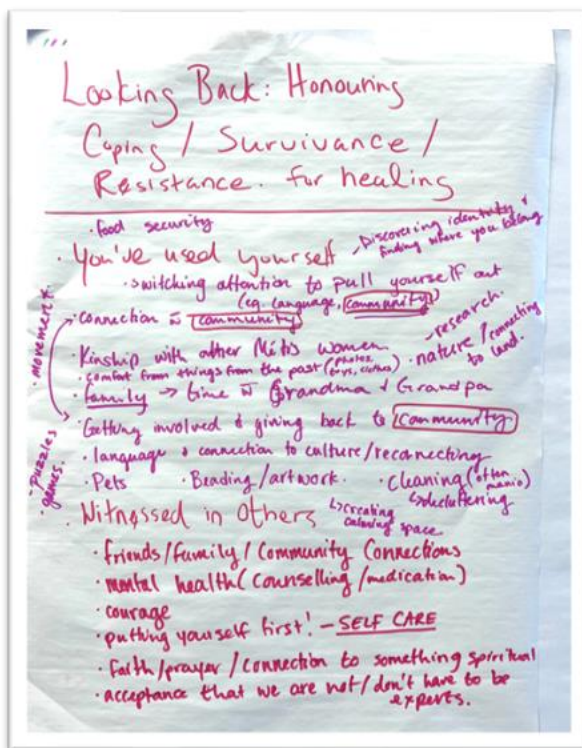 Looking Back: Honouring
Coping / Survivance /
Resistance. for healing
· food security
- Discovering identity &
finding where you belong
· You've used yourself
· switching attention to pull yourself out
(eg language, community)
· connection w̄ community
· Kinship with other Métis women
- research.
· nature / connecting
to land.
· comfort from things from the past (photos,
toys, clothes)
· family → time w̄ Grandma & Grandpa
· movement.
· Getting involved & giving back to community
· language & connection to culture/reconnecting
· puzzles
· games.
· Pets · Beading/artwork. · Cleaning (often
manic)
↳ decluttering
↳ creating
calming space
· Witnessed in Others
· friends/family/Community Connections
· mental health (counselling/medication)
· courage
· putting yourself first! - SELF CARE
· faith/prayer/connection to something spiritual
· acceptance that we are not/don't have to be
experts.